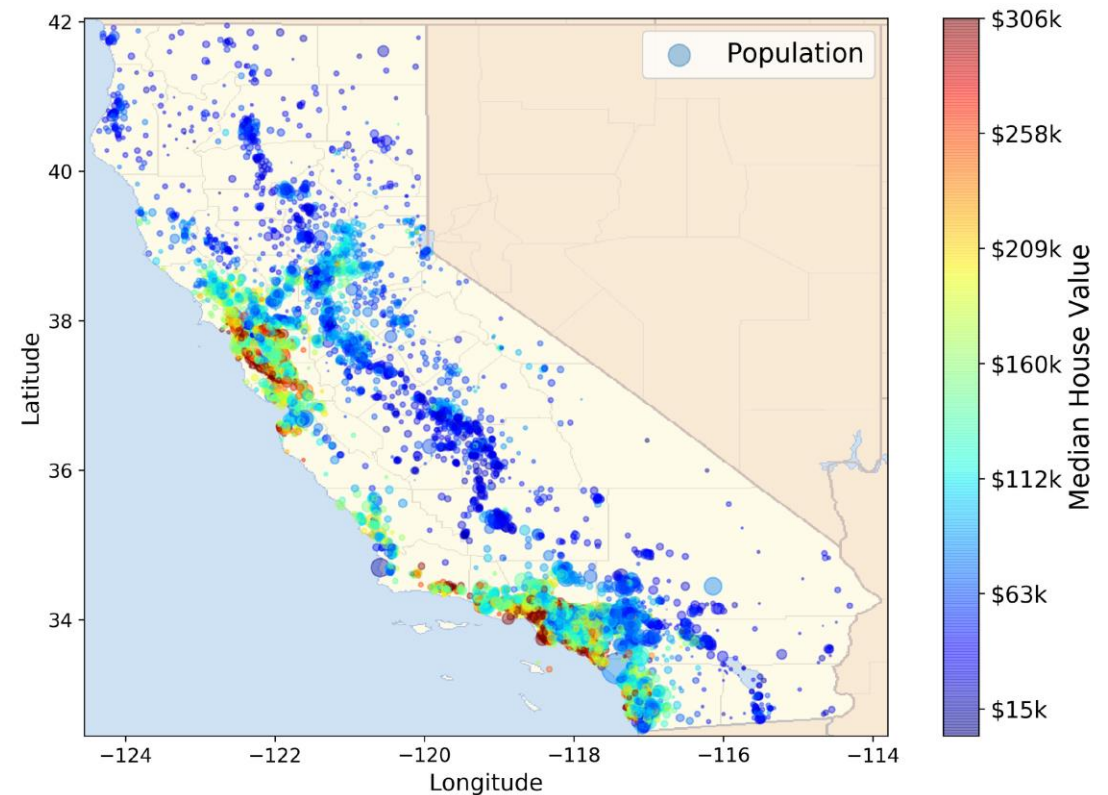 42
40
38
36
34
Latitude
−124
−122
−120
−118
−116
−114
Longitude
Population
$306k
$258k
$209k
$160k
$112k
$63k
$15k
Median House Value